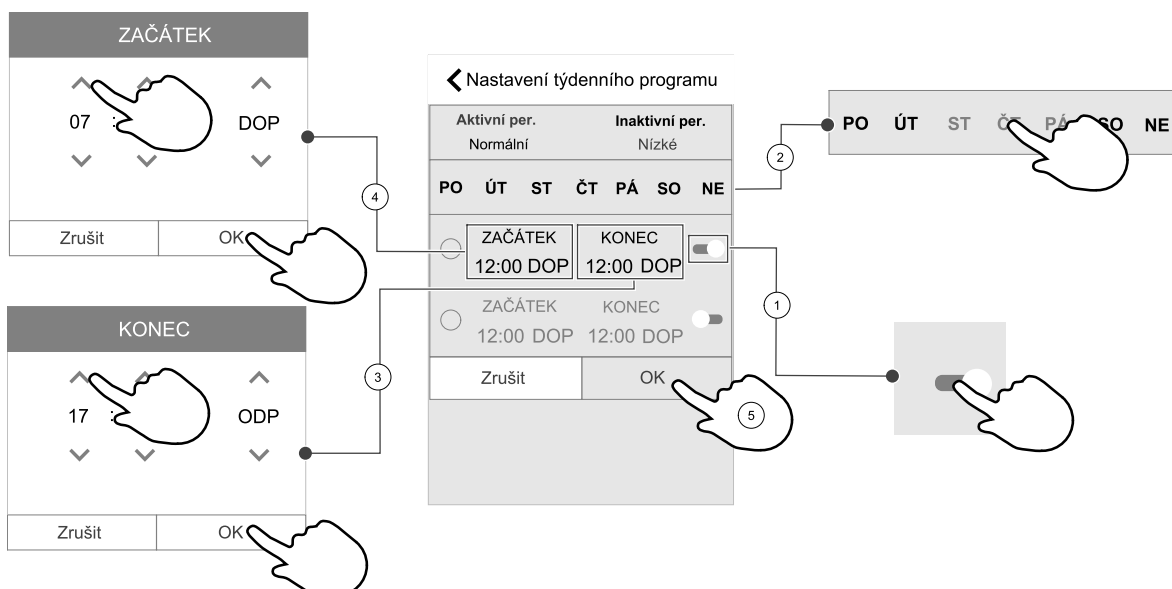 ZAČÁTEK
07 : DOP
Zrušit OK
KONEC
17 : ODP
Zrušit OK
Nastavení týdenního programu
Aktivní per. Inaktivní per.
Normální Nízké
PO ÚT ST ČT PÁ SO NE
ZAČÁTEK KONEC
12:00 DOP 12:00 DOP
ZAČÁTEK KONEC
12:00 DOP 12:00 DOP
Zrušit OK
PO ÚT ST ČT PÁ SO NE
4
3
2
1
5